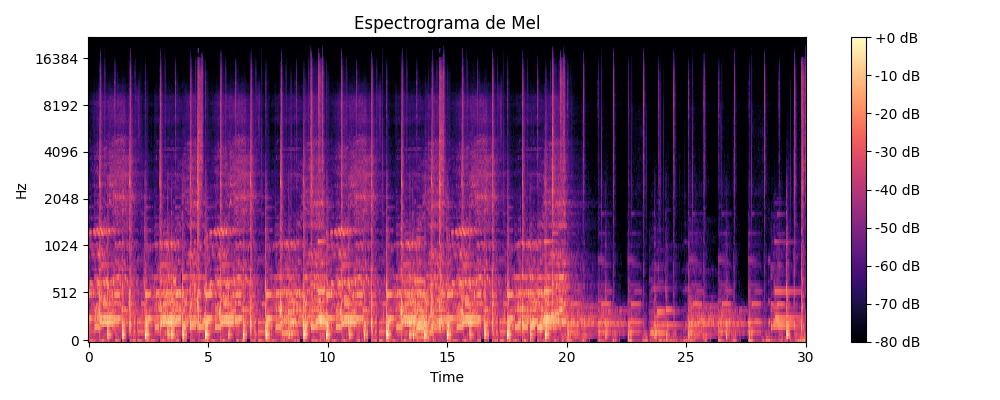 Espectrograma de Mel
Hz
16384
8192
4096
2048
1024
512
0
0 5 10 15 20 25 30
Time
+0 dB
-10 dB
-20 dB
-30 dB
-40 dB
-50 dB
-60 dB
-70 dB
-80 dB